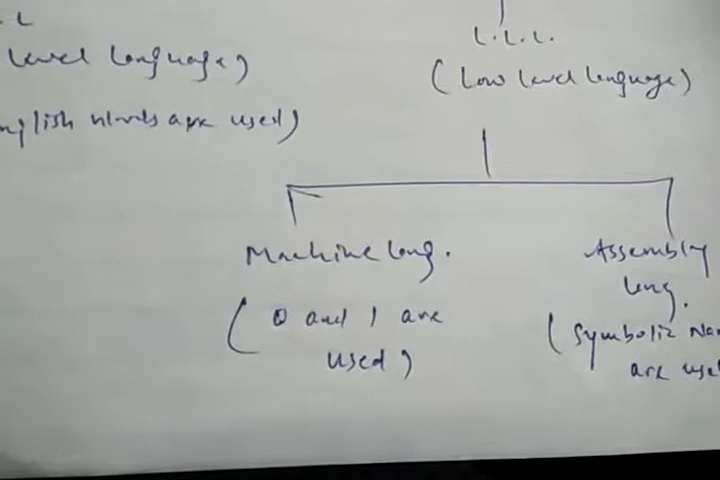 . L
level language)
nglish words are used)
L.L.L.
(Low level language)
Machine lang.
(0 and 1 are
used)
Assembly
lang.
(Symbolic
are use